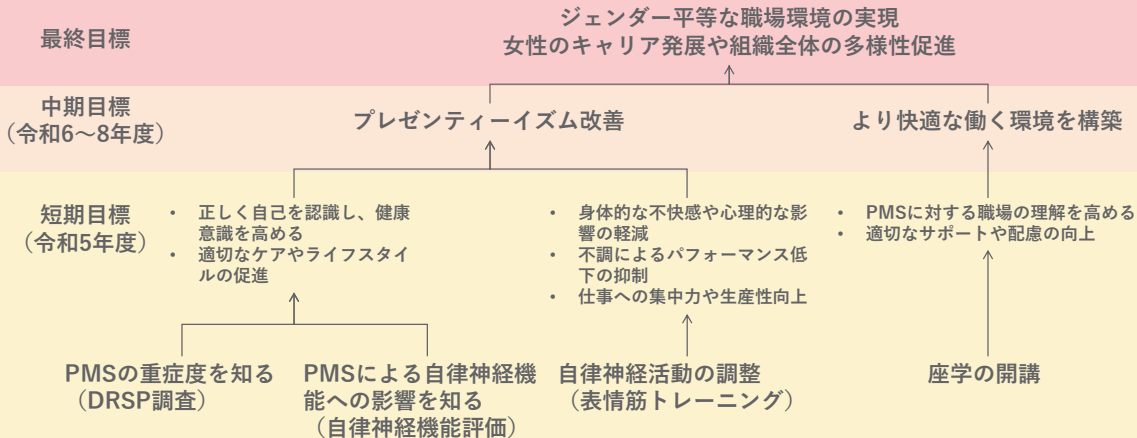 最終目標
ジェンダー平等な職場環境の実現
女性のキャリア発展や組織全体の多様性促進
中期目標
（令和6～8年度）
プレゼンティーイズム改善
より快適な働く環境を構築
短期目標
（令和5年度）
• 正しく自己を認識し、健康
意識を高める
• 適切なケアやライフスタイ
ルの促進
• 身体的な不快感や心理的な影
響の軽減
• 不調によるパフォーマンス低
下の抑制
• 仕事への集中力や生産性向上
• PMSに対する職場の理解を高める
• 適切なサポートや配慮の向上
PMSの重症度を知る
（DRSP調査）
PMSによる自律神経機
能への影響を知る
（自律神経機能評価）
自律神経活動の調整
（表情筋トレーニング）
座学の開講